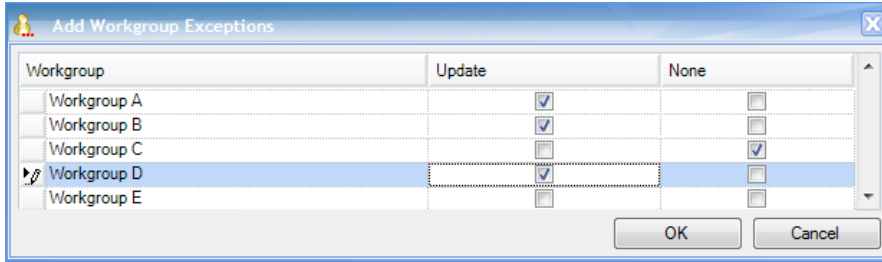 Add Workgroup Exceptions
Workgroup Update None
Workgroup A
Workgroup B
Workgroup C
Workgroup D
Workgroup E
OK Cancel